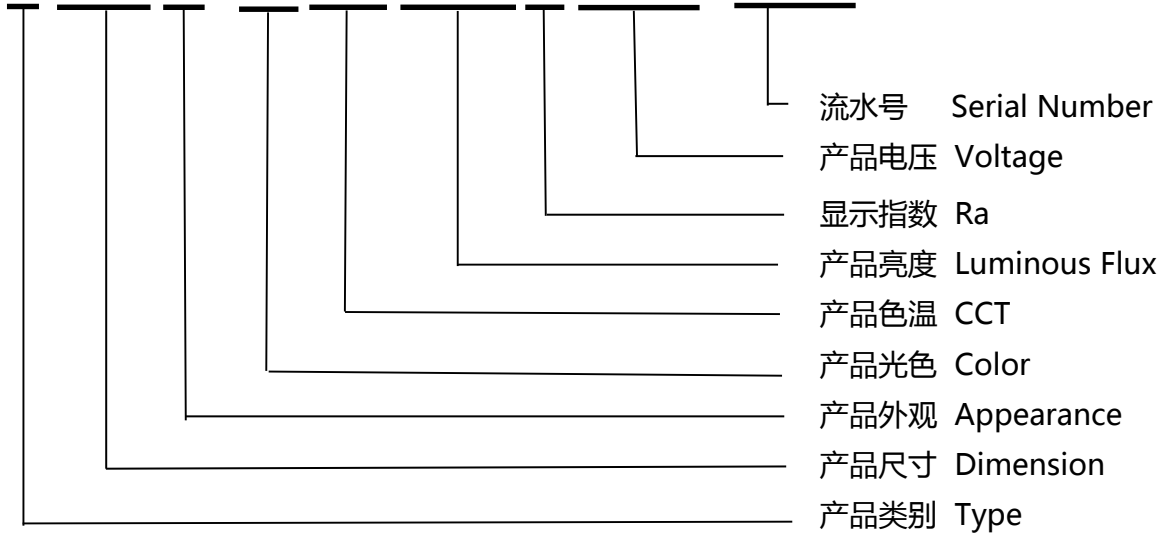 流水号 Serial Number
产品电压 Voltage
显示指数 Ra
产品亮度 Luminous Flux
产品色温 CCT
产品光色 Color
产品外观 Appearance
产品尺寸 Dimension
产品类别 Type